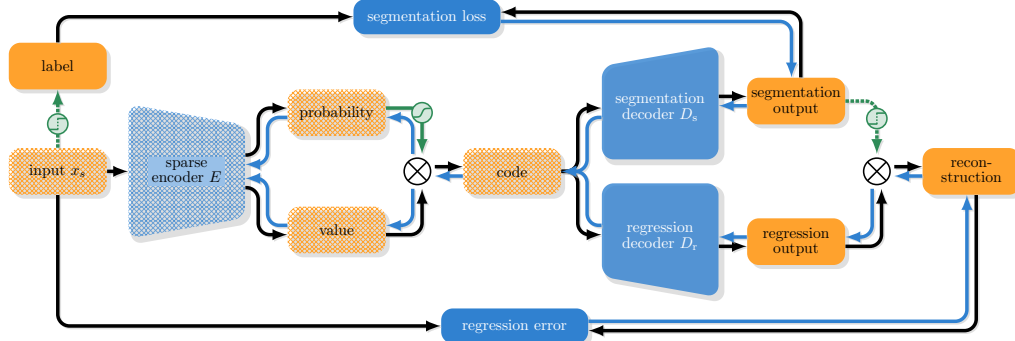 segmentation loss
label
input xₛ
sparse
encoder E
probability
value
code
segmentation
decoder Dₛ
regression
decoder Dᵣ
segmentation
output
regression
output
recon-
struction
regression error